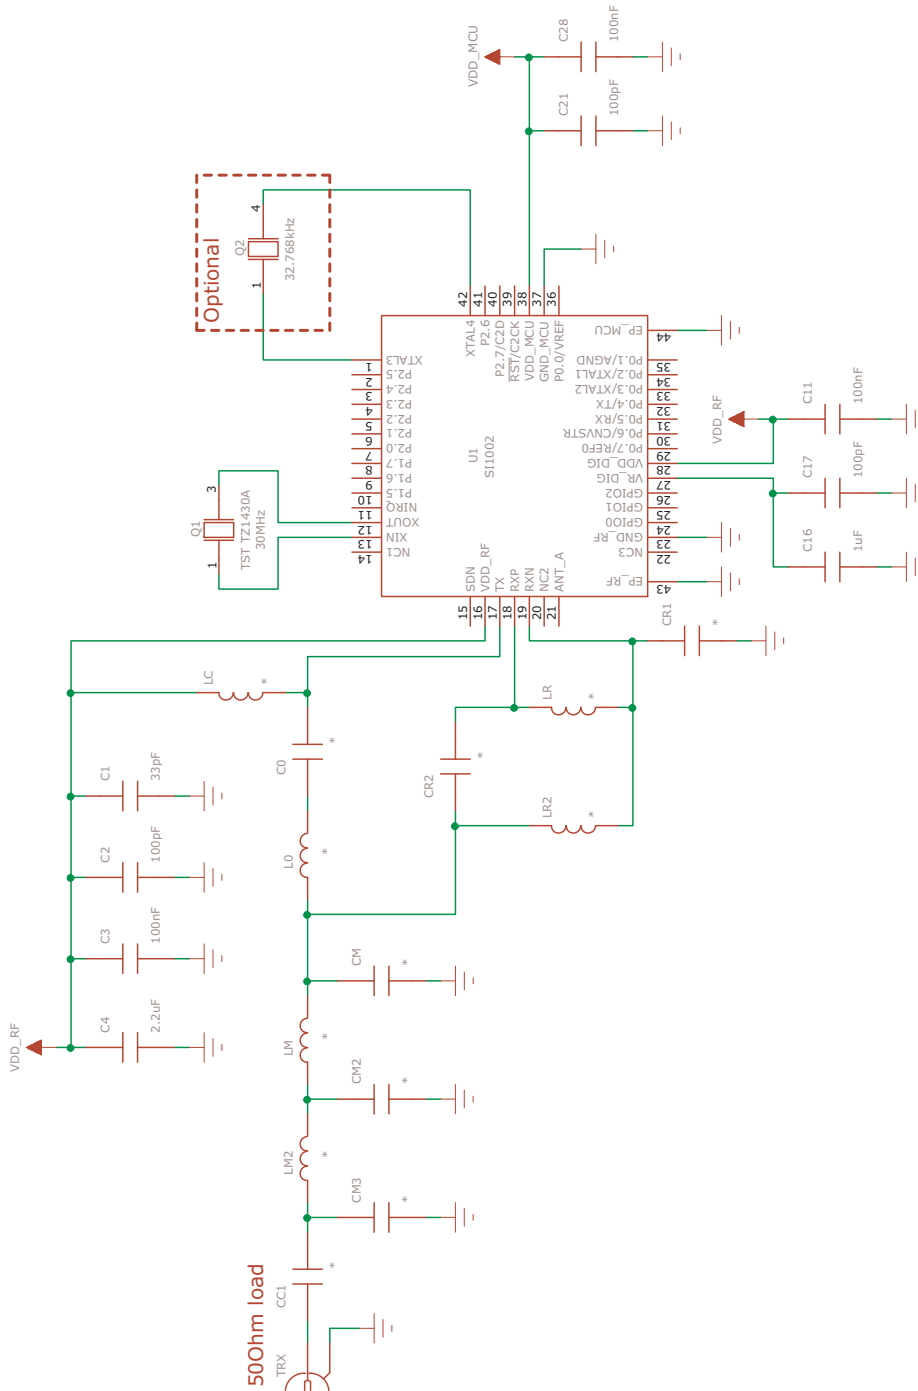 VDD_MCU
C28
100nF
C21
100pF
Optional
Q2
32.768kHz
4
1
42
41
40
39
38
37
36
XTAL4
P2.6
P2.7/C2D
RST/C2CK
VDD_MCU
GND_MCU
P0.0/VREF
XTAL3
P2.5
P2.4
P2.3
P2.2
P2.1
P2.0
P1.7
P1.6
P1.5
NIRQ
XOUT
XIN
NC1
1
2
3
4
5
6
7
8
9
10
11
12
13
14
U1
SI1002
EP_MCU
P0.1/AGND
P0.2/XTAL1
P0.3/XTAL2
P0.4/TX
P0.5/RX
P0.6/CNVSTR
P0.7/REF0
VDD_DIG
VR_DIG
GPIO2
GPIO1
GPIO0
GND_RF
NC3
EP_RF
44
35
34
33
32
31
30
29
28
27
26
25
24
23
22
43
SDN
VDD_RF
TX
RXP
RXN
NC2
ANT_A
15
16
17
18
19
20
21
Q1
TST TZ1430A
30MHz
3
1
VDD_RF
C11
100nF
C17
100pF
C16
1uF
CR1
*
LC
*
C0
*
L0
*
CR2
*
LR
*
LR2
*
C1
33pF
C2
100pF
C3
100nF
C4
2.2uF
VDD_RF
CM
*
LM
*
CM2
*
LM2
*
CM3
*
CC1
*
50Ohm load
TRX